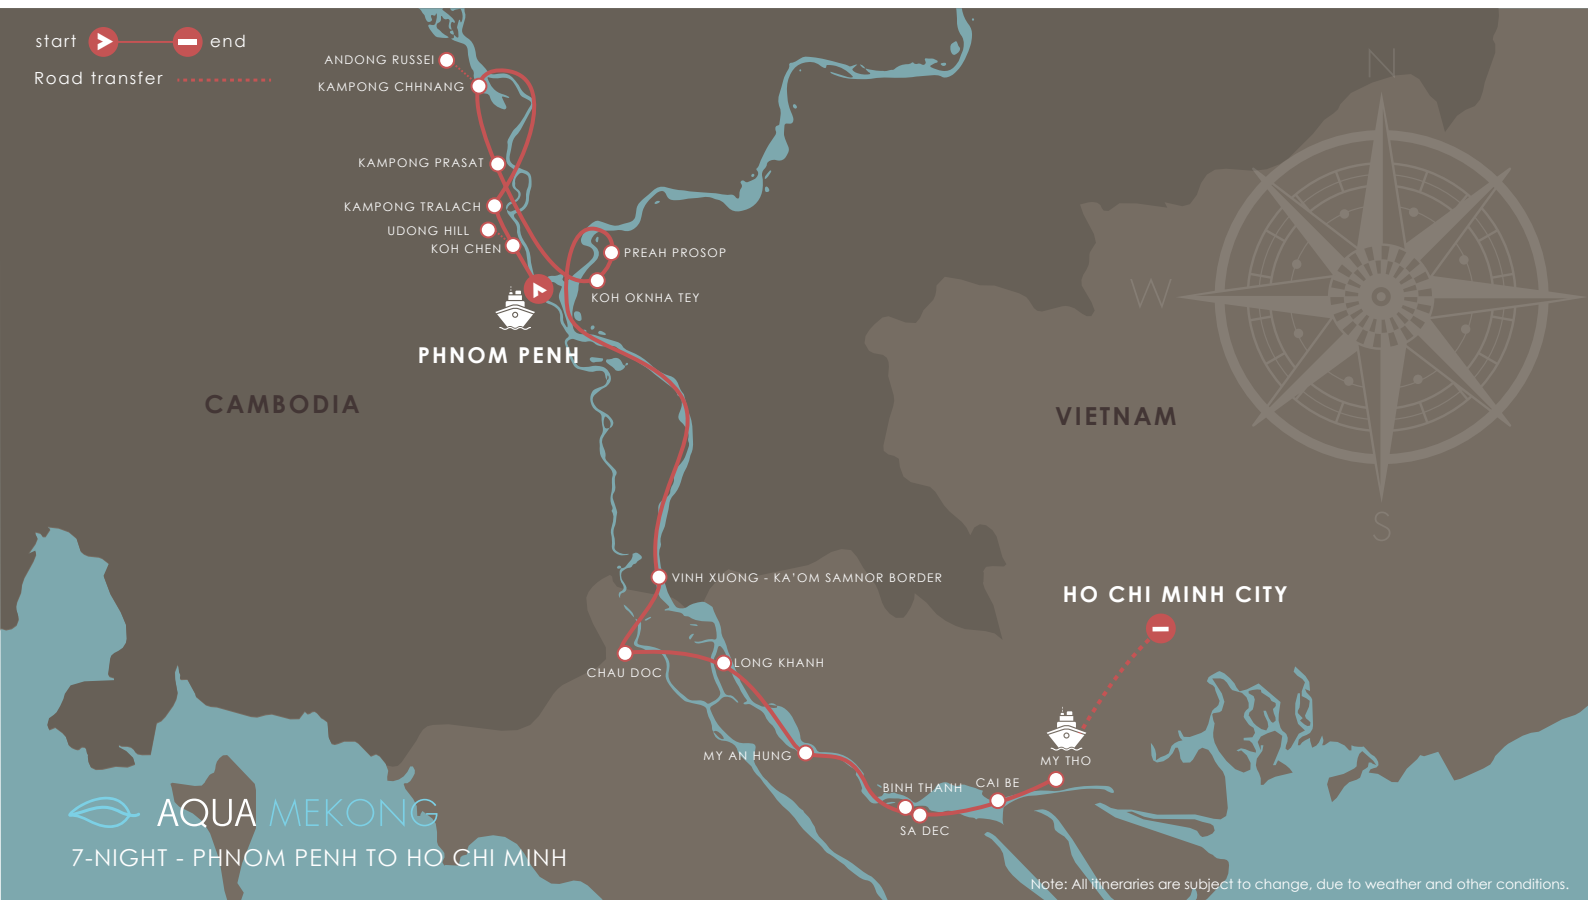 start
end
Road transfer
ANDONG RUSSEI
KAMPONG CHHNANG
KAMPONG PRASAT
KAMPONG TRALACH
UDONG HILL
KOH CHEN
PREAH PROSOP
KOH OKNHA TEY
PHNOM PENH
CAMBODIA
VIETNAM
N
W
S
VINH XUONG - KA’OM SAMNOR BORDER
HO CHI MINH CITY
CHAU DOC
LONG KHANH
MY AN HUNG
MY THO
BINH THANH
CAI BE
SA DEC
AQUA MEKONG
7-NIGHT - PHNOM PENH TO HO CHI MINH
Note: All itineraries are subject to change, due to weather and other conditions.